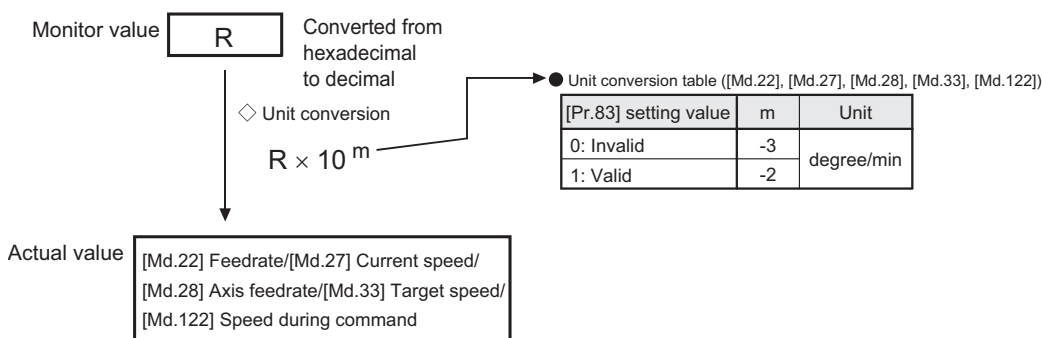 Monitor value
R
Converted from
hexadecimal
to decimal
◇ Unit conversion
R × 10 m
● Unit conversion table ([Md.22], [Md.27], [Md.28], [Md.33], [Md.122])
[Pr.83] setting value m Unit
0: Invalid -3 degree/min
1: Valid -2
Actual value
[Md.22] Feedrate/[Md.27] Current speed/
[Md.28] Axis feedrate/[Md.33] Target speed/
[Md.122] Speed during command